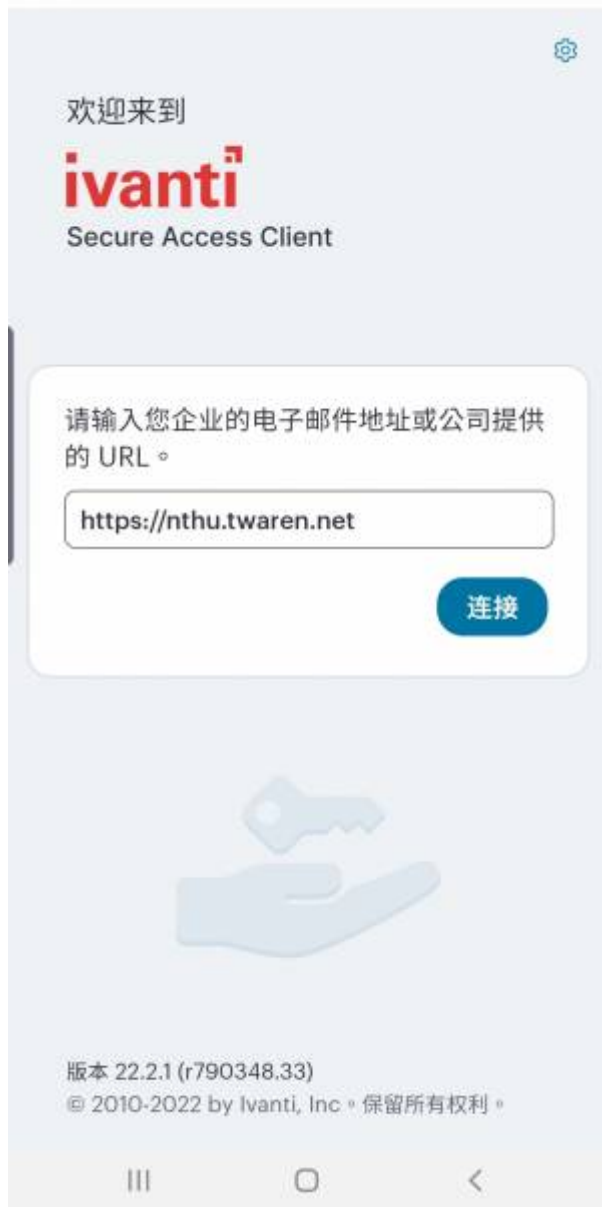 欢迎来到
ivanti
Secure Access Client
请输入您企业的电子邮件地址或公司提供
的 URL。
https://nthu.twaren.net
连接
版本 22.2.1 (r790348.33)
© 2010-2022 by Ivanti, Inc。保留所有权利。